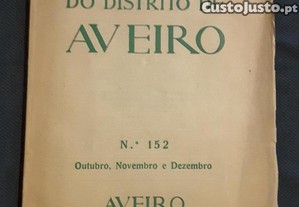 DO DISTRITO
CustoJusto.pt
AVEIRO
N.º 152
Outubro, Novembro e Dezembro
AVEIRO